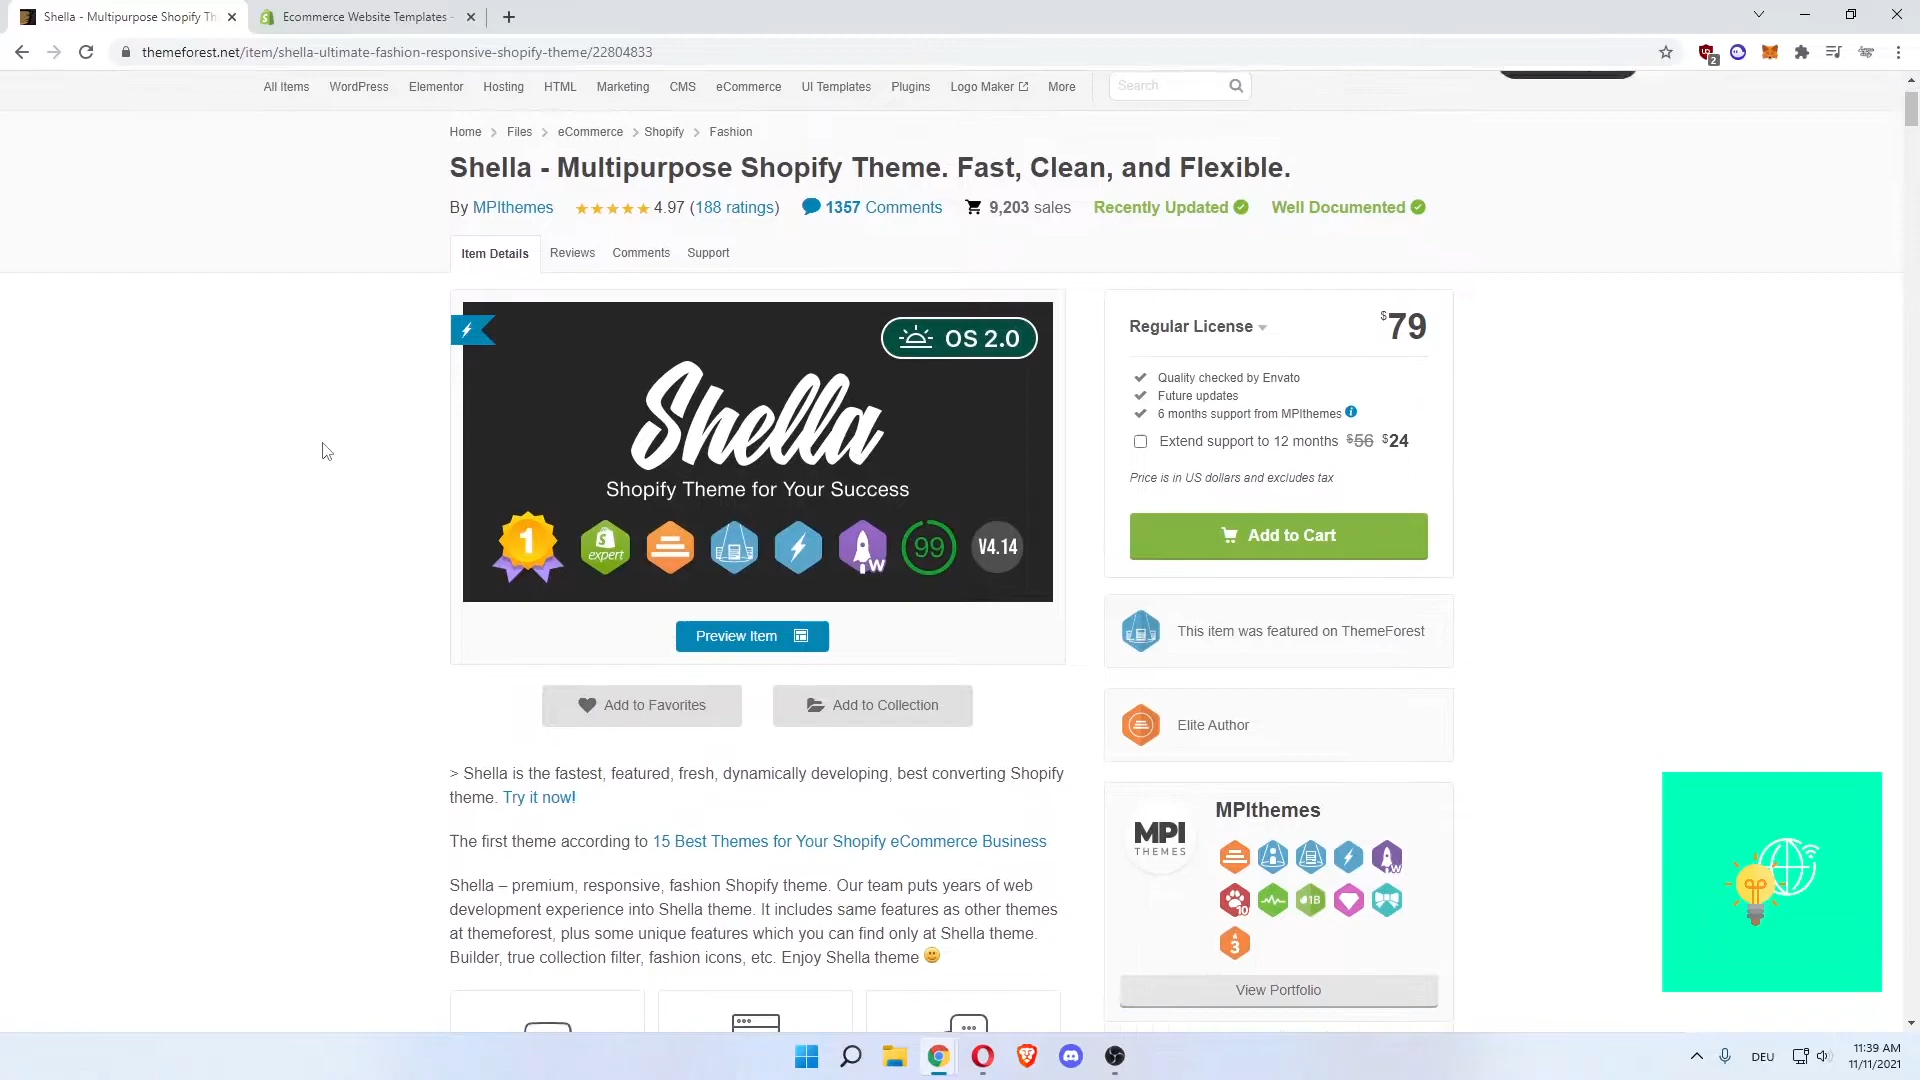 Shella - Multipurpose Shopify Th
Ecommerce Website Templates -
themeforest.net/item/shella-ultimate-fashion-responsive-shopify-theme/22804833
2
All Items WordPress Elementor Hosting HTML Marketing CMS eCommerce UI Templates Plugins Logo Maker More Search
Home Files eCommerce Shopify Fashion
Shella - Multipurpose Shopify Theme. Fast, Clean, and Flexible.
By MPIthemes 4.97 (188 ratings) 1357 Comments 9,203 sales Recently Updated Well Documented
Item Details Reviews Comments Support
OS 2.0
Shella
Shopify Theme for Your Success
1 expert W 99 V4.14
Preview Item
Add to Favorites Add to Collection
> Shella is the fastest, featured, fresh, dynamically developing, best converting Shopify
theme. Try it now!
The first theme according to 15 Best Themes for Your Shopify eCommerce Business
Shella – premium, responsive, fashion Shopify theme. Our team puts years of web
development experience into Shella theme. It includes same features as other themes
at themeforest, plus some unique features which you can find only at Shella theme.
Builder, true collection filter, fashion icons, etc. Enjoy Shella theme
Regular License $79
Quality checked by Envato
Future updates
6 months support from MPIthemes
Extend support to 12 months $56 $24
Price is in US dollars and excludes tax
Add to Cart
This item was featured on ThemeForest
Elite Author
MPI
THEMES
MPIthemes
W
10 1B
3
View Portfolio
DEU
11:39 AM
11/11/2021